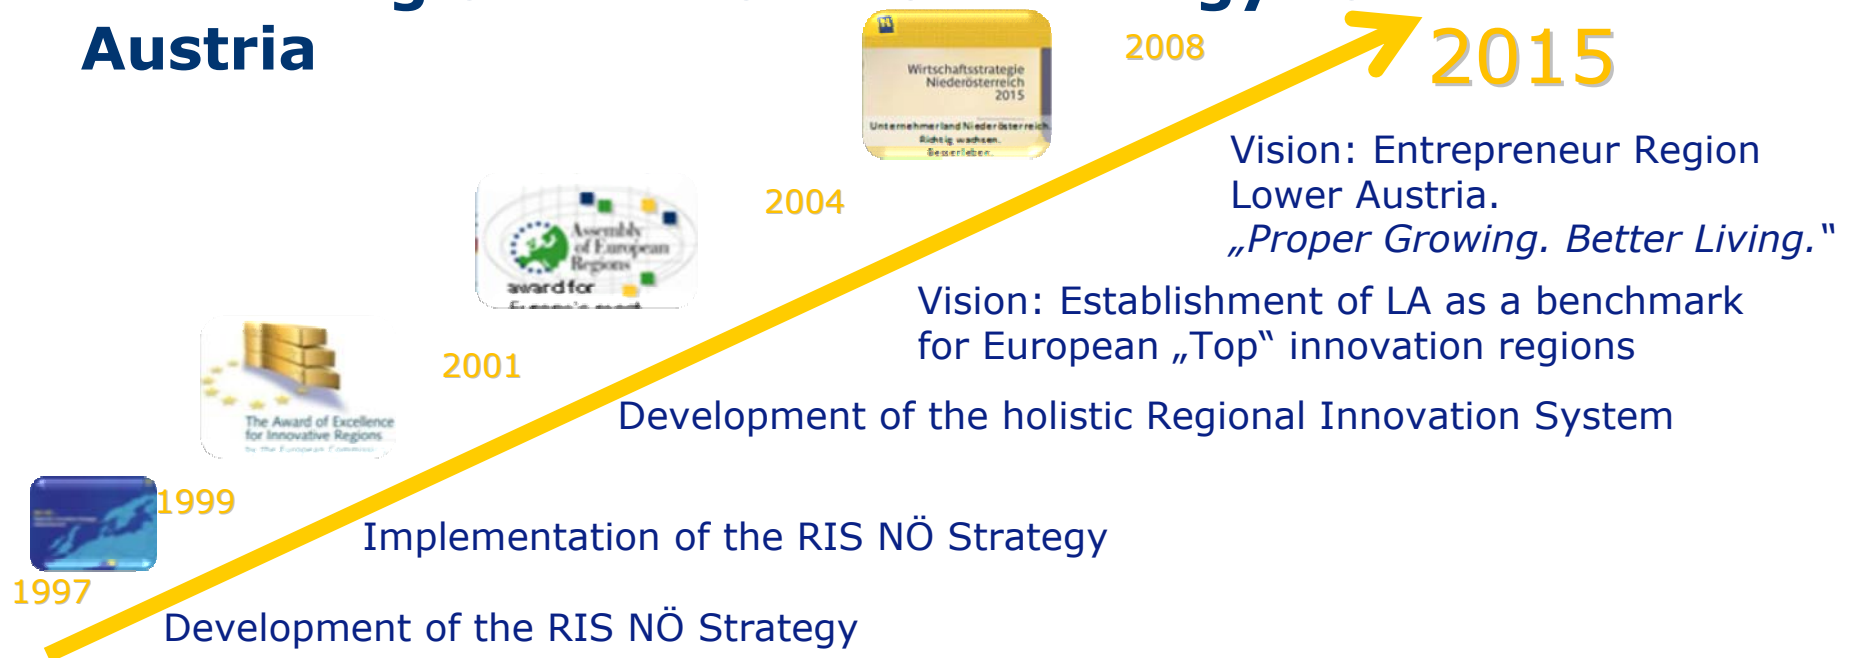 Austria
2008
2015
N
Wirtschaftsstrategie
Niederösterreich
2015
Unternehmerland Niederösterreich.
Richtig wachsen.
Besser leben.
Vision: Entrepreneur Region
Lower Austria.
„Proper Growing. Better Living.“
2004
Assembly
of European
Regions
award for
Vision: Establishment of LA as a benchmark
for European „Top“ innovation regions
2001
The Award of Excellence
for Innovative Regions
by the European
Development of the holistic Regional Innovation System
1999
Implementation of the RIS NÖ Strategy
1997
Development of the RIS NÖ Strategy